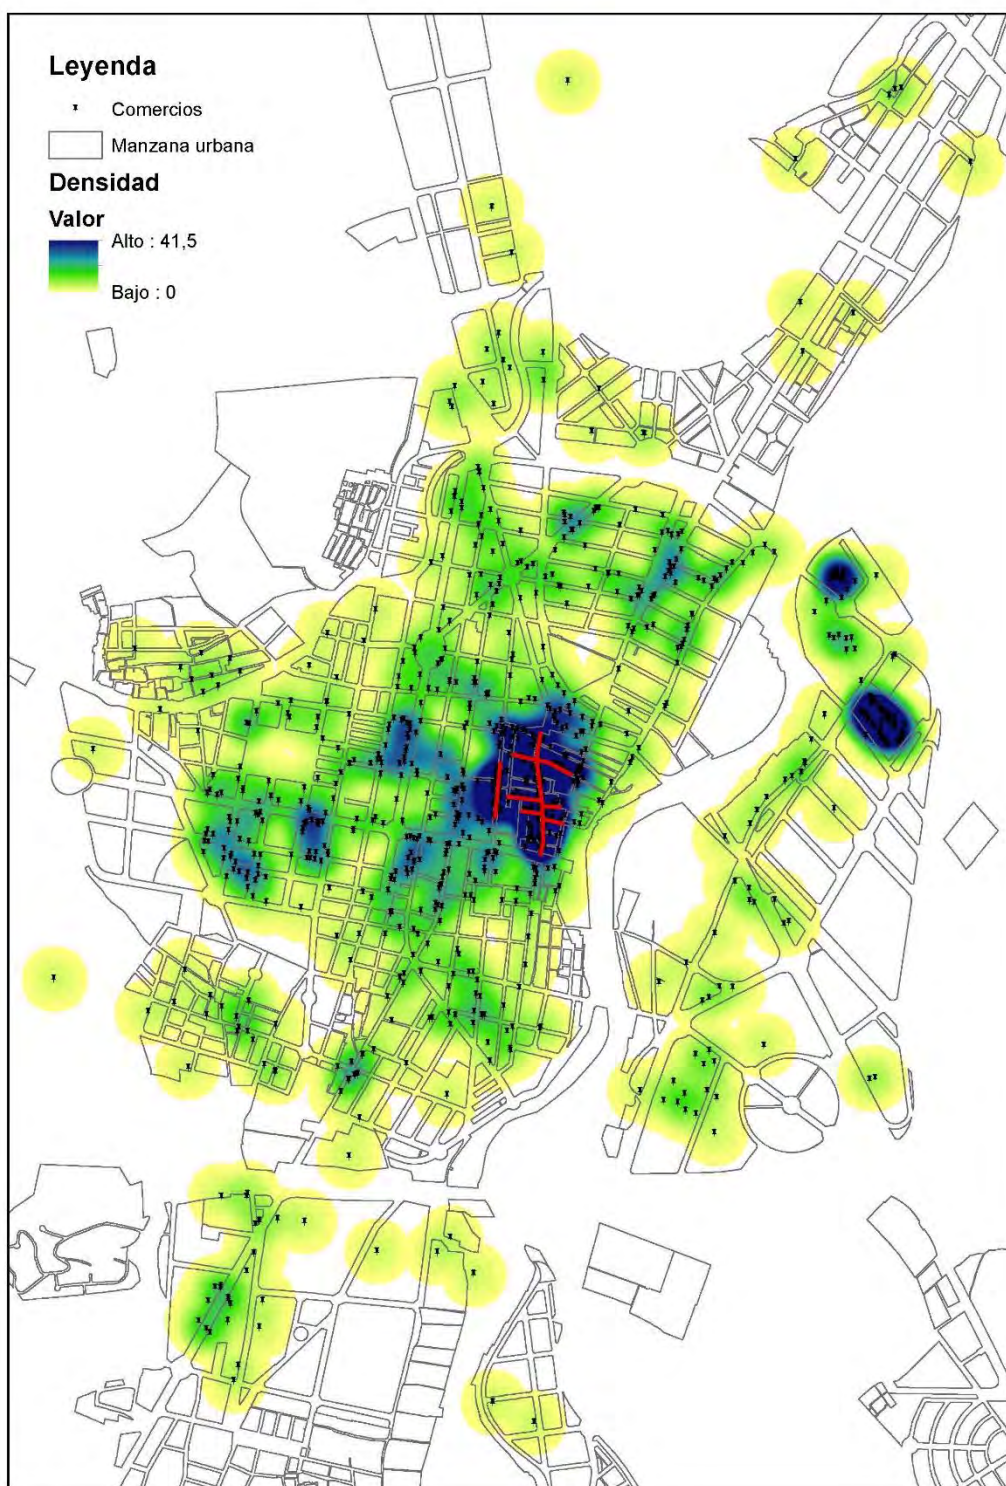 Leyenda
Comercios
Manzana urbana
Densidad
Valor
Alto : 41,5
Bajo : 0